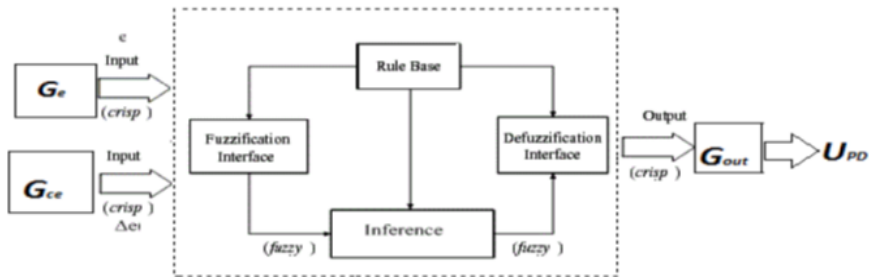 e
Input
Ge
(crisp )
Input
Gce
(crisp )
Δei
Rule Base
Fuzzification
Interface
Defuzzification
Interface
Inference
(fuzzy )
(fuzzy )
Output
(crisp )
Gout
UPD